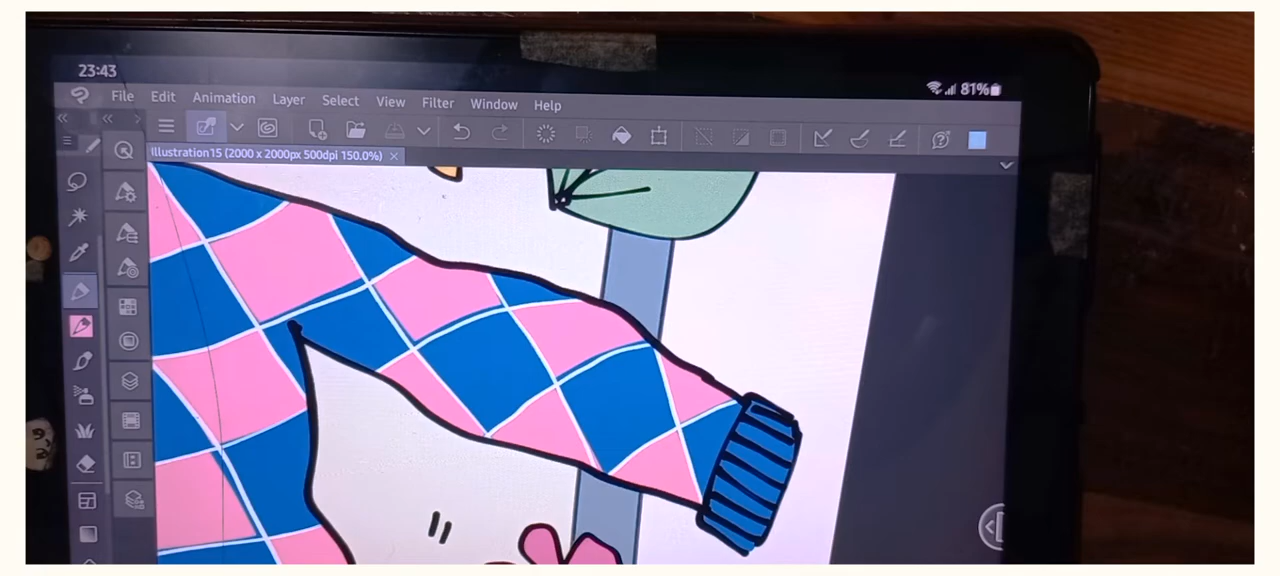 23:43
81%
File Edit Animation Layer Select View Filter Window Help
Illustration15 (2000 x 2000px 500dpi 150.0%)